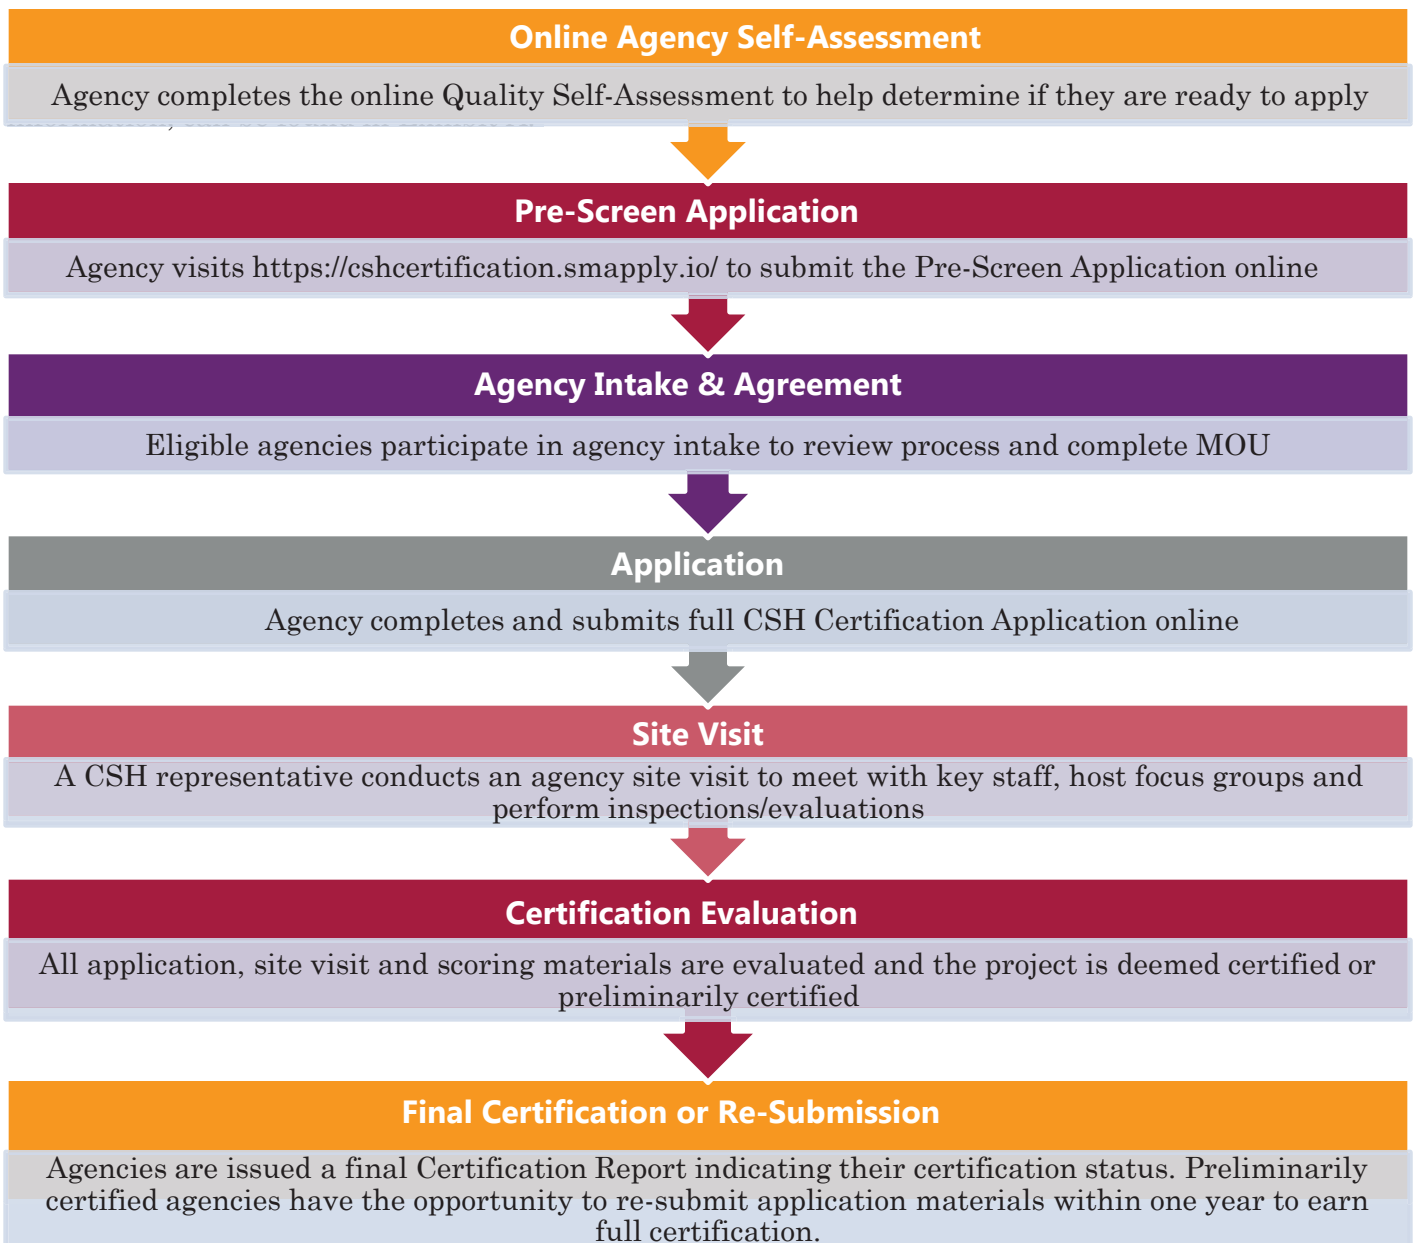 Online Agency Self-Assessment
Agency completes the online Quality Self-Assessment to help determine if they are ready to apply
Pre-Screen Application
Agency visits https://cshcertification.smapply.io/ to submit the Pre-Screen Application online
Agency Intake & Agreement
Eligible agencies participate in agency intake to review process and complete MOU
Application
Agency completes and submits full CSH Certification Application online
Site Visit
A CSH representative conducts an agency site visit to meet with key staff, host focus groups and
perform inspections/evaluations
Certification Evaluation
All application, site visit and scoring materials are evaluated and the project is deemed certified or
preliminarily certified
Final Certification or Re-Submission
Agencies are issued a final Certification Report indicating their certification status. Preliminarily
certified agencies have the opportunity to re-submit application materials within one year to earn
full certification.